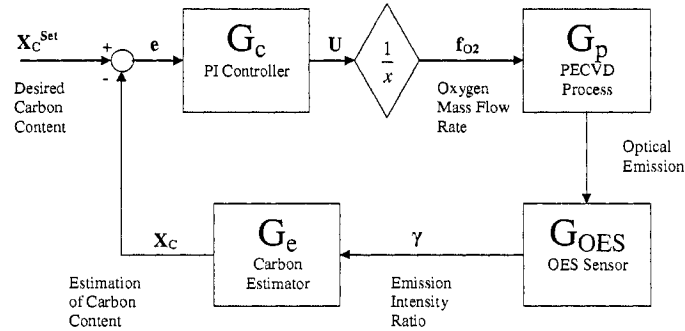 X_C^Set
+
-
e
G_c
PI Controller
U
1
x
f_O2
G_p
PECVD
Process
Desired
Carbon
Content
Oxygen
Mass Flow
Rate
Optical
Emission
X_C
G_e
Carbon
Estimator
γ
G_OES
OES Sensor
Estimation
of Carbon
Content
Emission
Intensity
Ratio